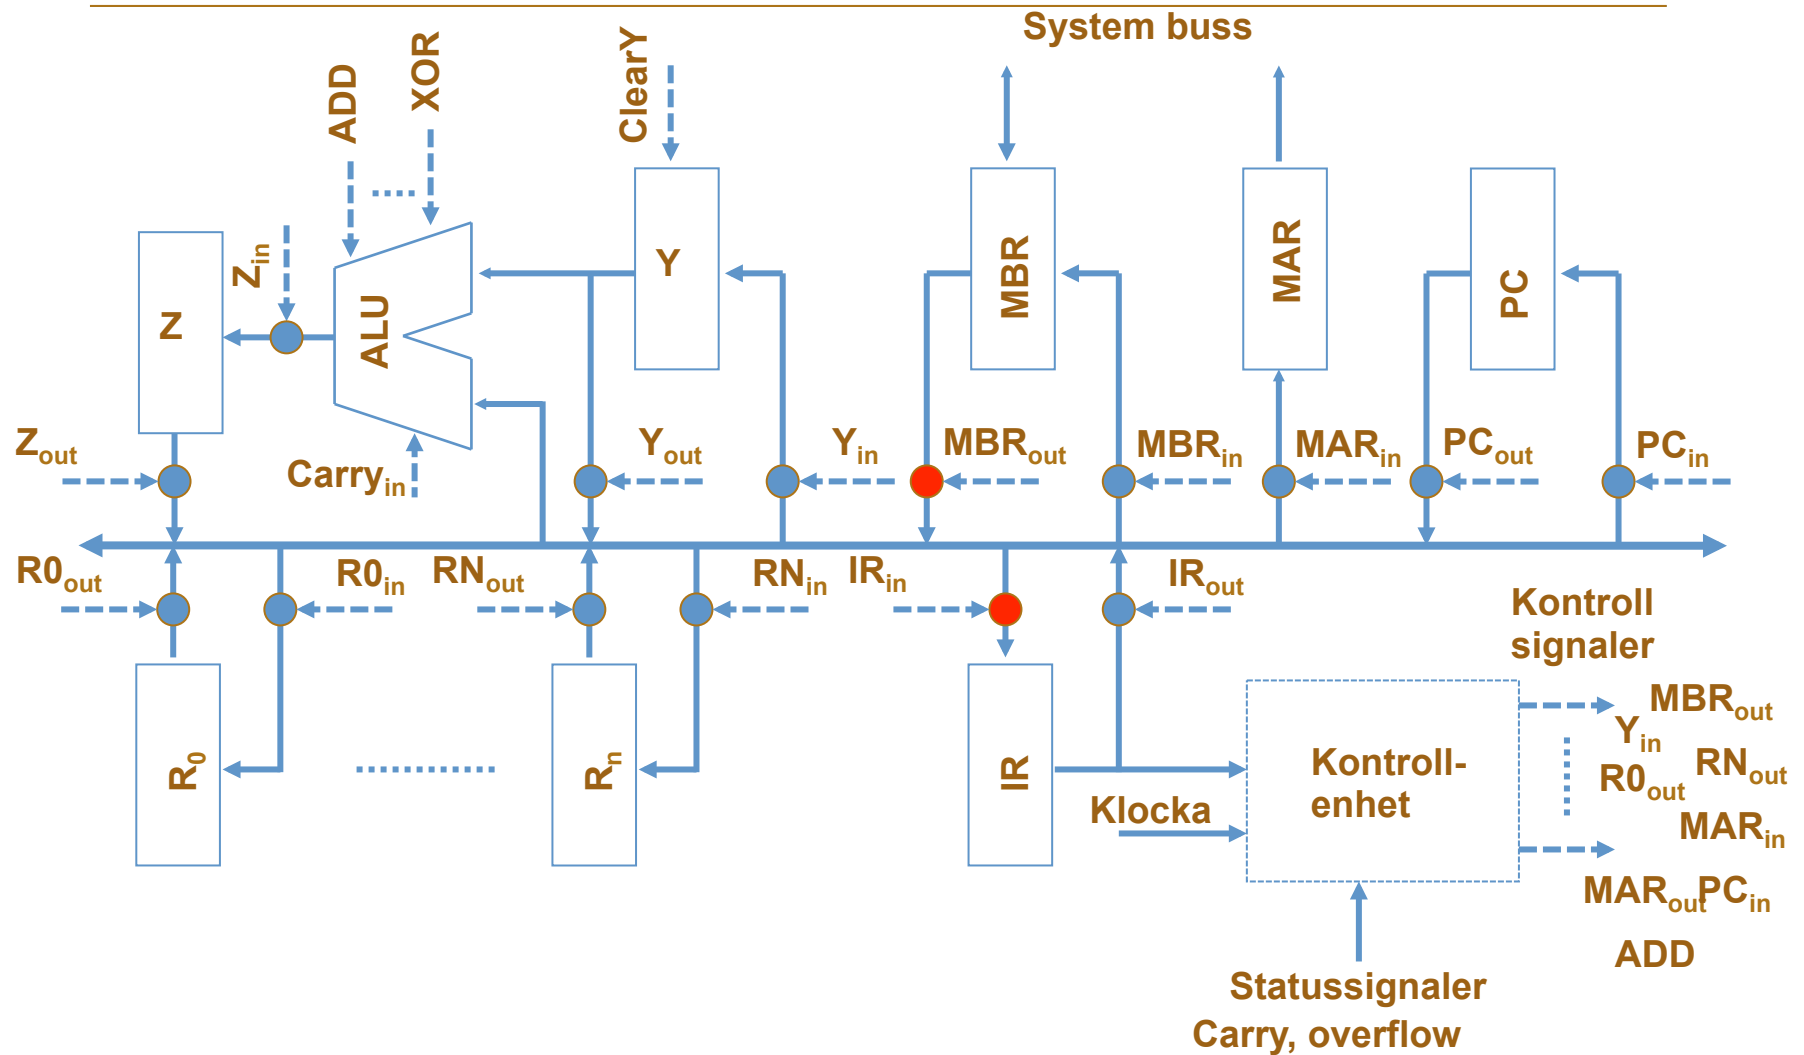 System buss
ADD
XOR
ClearY
Z
Zin
ALU
Y
MBR
MAR
PC
Zout
Carryin
Yout
Yin
MBRout
MBRin
MARin
PCout
PCin
R0out
R0in
RNout
RNin
IRin
IRout
Kontroll
signaler
R0
Rn
IR
Klocka
Kontroll-
enhet
MBRout
Yin
RNout
R0out
MARin
MARoutPCin
ADD
Statussignaler
Carry, overflow